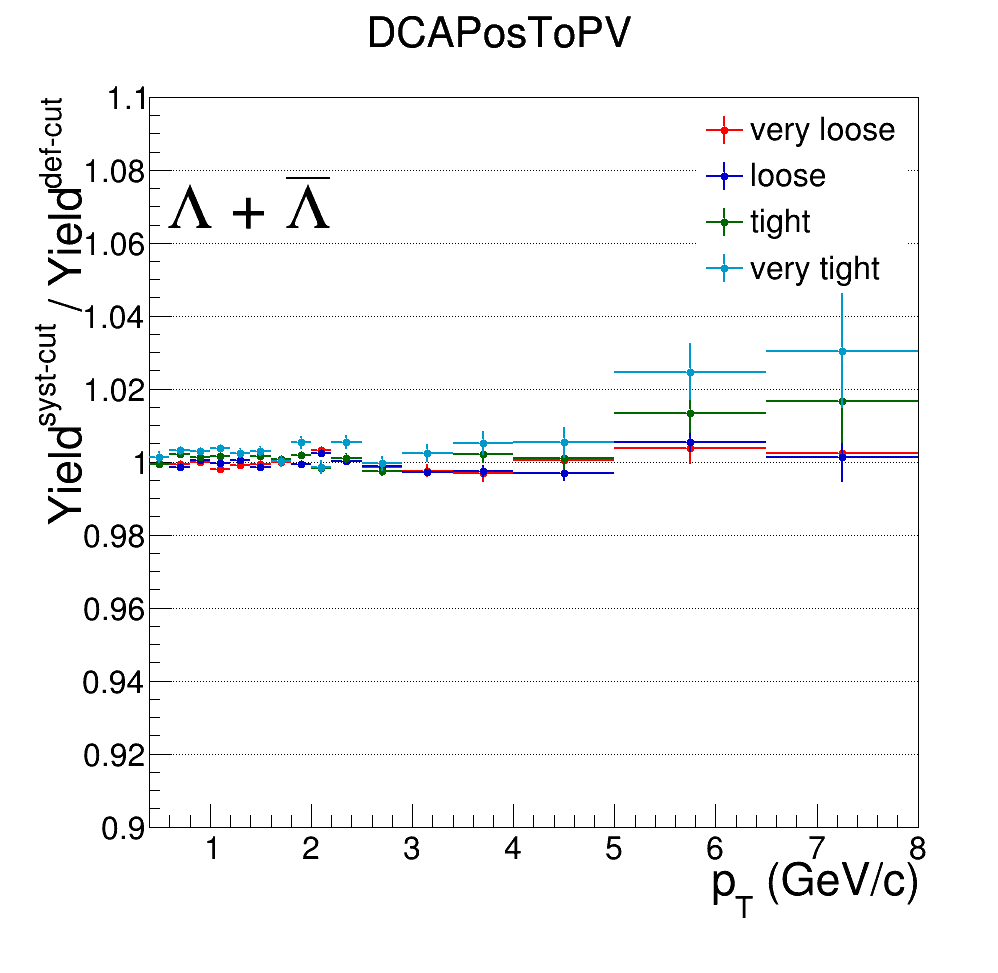 DCAPosToPV
Yield^syst-cut / Yield^def-cut
1.1
1.08
1.06
1.04
1.02
1
0.98
0.96
0.94
0.92
0.9
Λ + Λ̅
very loose
loose
tight
very tight
1 2 3 4 5 6 7 8
p_T (GeV/c)